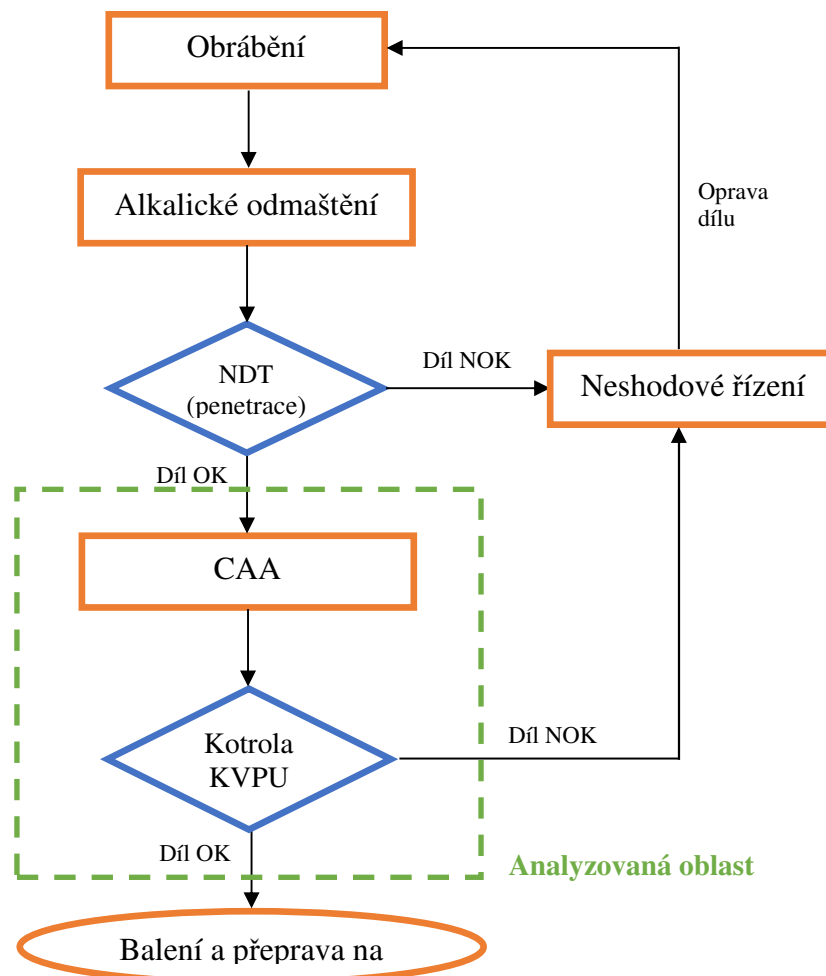 Obrábění
Alkalické odmaštění
Oprava
dílu
NDT
(penetrace)
Díl NOK
Neshodové řízení
Díl OK
CAA
Kotrola
KVPU
Díl NOK
Díl OK
Analyzovaná oblast
Balení a přeprava na